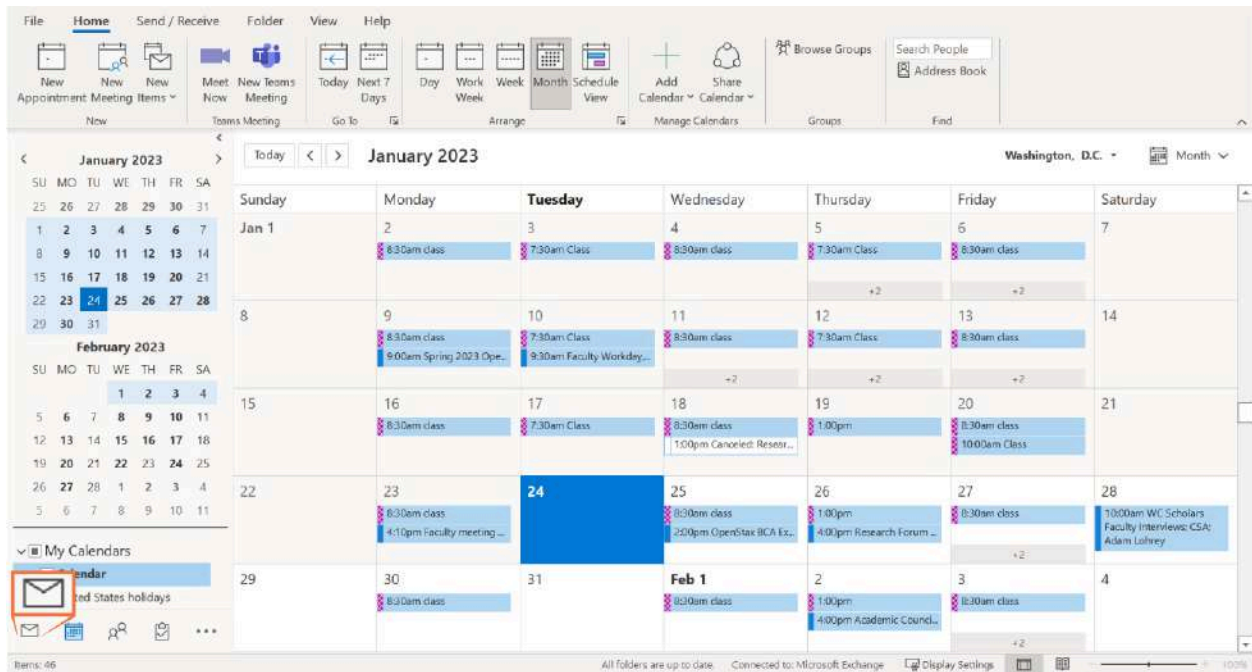 File Home Send / Receive Folder View Help
New Appointment
New Meeting
New Items
Meet Now
New Teams Meeting
Today
Next 7 Days
Day
Work Week
Week
Month
Schedule View
Add Calendar
Share Calendar
Browse Groups
Search People
Address Book
New
Teams Meeting
Go To
Arrange
Manage Calendars
Groups
Find
January 2023
SU MO TU WE TH FR SA
25 26 27 28 29 30 31
1 2 3 4 5 6 7
8 9 10 11 12 13 14
15 16 17 18 19 20 21
22 23 24 25 26 27 28
29 30 31
February 2023
SU MO TU WE TH FR SA
1 2 3 4
5 6 7 8 9 10 11
12 13 14 15 16 17 18
19 20 21 22 23 24 25
26 27 28 1 2 3 4
5 6 7 8 9 10 11
My Calendars
endar
ted States holidays
Today January 2023 Washington, D.C. Month
Sunday Monday Tuesday Wednesday Thursday Friday Saturday
Jan 1 2 3 4 5 6 7
8:30am class 7:30am Class 8:30am class 7:30am Class 8:30am class
+2 +2
8 9 10 11 12 13 14
8:30am class 7:30am Class 8:30am class 7:30am Class 8:30am class
9:00am Spring 2023 Ope... 9:30am Faculty Workday,...
+2 +2 +2
15 16 17 18 19 20 21
8:30am class 7:30am Class 8:30am class 1:00pm 8:30am class
1:00pm Canceled: Resear... 10:00am Class
22 23 24 25 26 27 28
8:30am class 8:30am class 1:00pm 8:30am class 10:00am WC Scholars
4:10pm Faculty meeting ... 2:00pm OpenStax BCA Ex... 4:00pm Research Forum ... Faculty Interviews: CSA;
Adam Lohrey
+2
29 30 31 Feb 1 2 3 4
8:30am class 8:30am class 1:00pm 8:30am class
4:00pm Academic Counci...
+2
Items: 46 All folders are up to date. Connected to: Microsoft Exchange Display Settings 100%